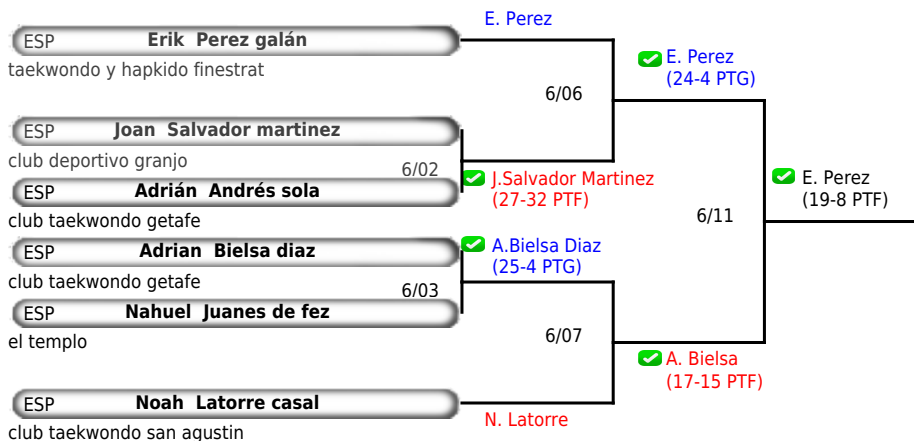 E. Perez
ESP Erik Perez galán
taekwondo y hapkido finestrat
E. Perez
(24-4 PTG)
6/06
ESP Joan Salvador martinez
club deportivo granjo
6/02
J.Salvador Martinez
(27-32 PTF)
ESP Adrián Andrés sola
club taekwondo getafe
E. Perez
(19-8 PTF)
6/11
ESP Adrian Bielsa diaz
club taekwondo getafe
A.Bielsa Diaz
(25-4 PTG)
6/03
ESP Nahuel Juanes de fez
el templo
6/07
A. Bielsa
(17-15 PTF)
ESP Noah Latorre casal
club taekwondo san agustin
N. Latorre